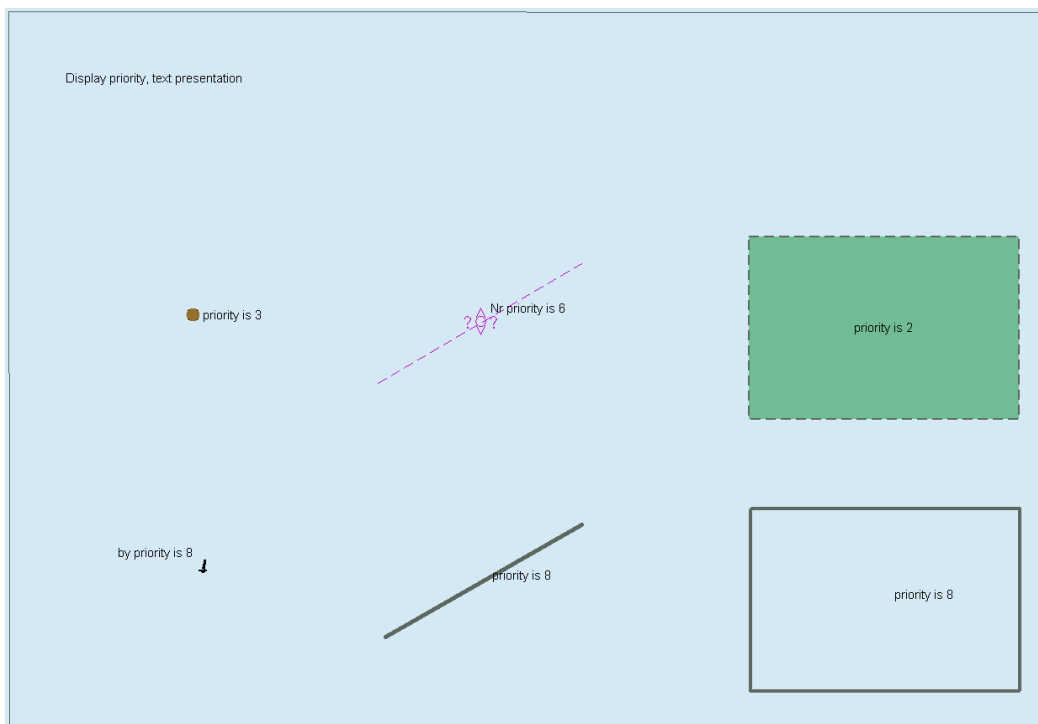 Display priority, text presentation
priority is 3
Nr priority is 6
? ?
priority is 2
by priority is 8
priority is 8
priority is 8